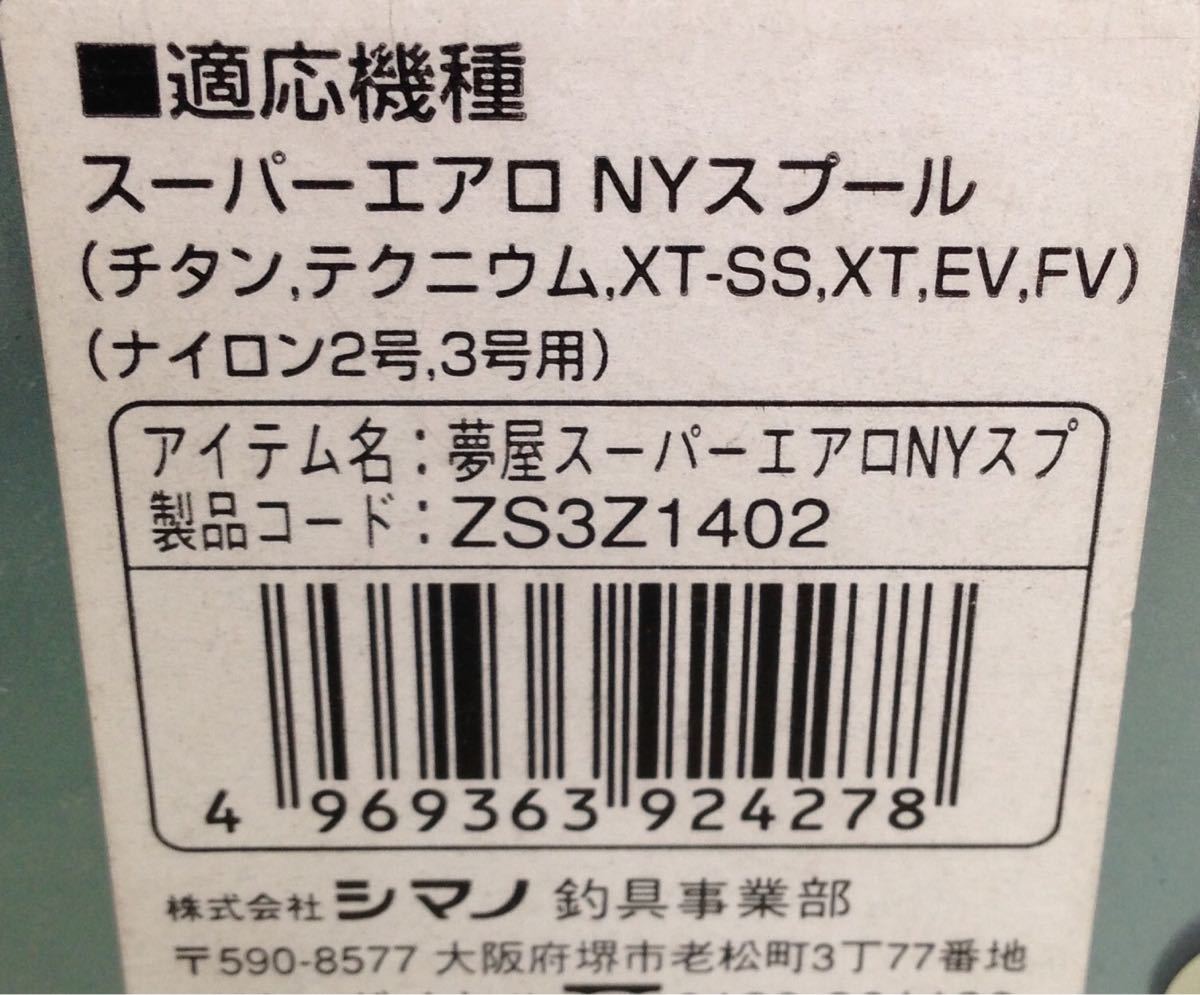 ■適応機種
スーパーエアロ NYスプール
(チタン,テクニウム,XT-SS,XT,EV,FV)
(ナイロン2号,3号用)
アイテム名:夢屋スーパーエアロNYスプ
製品コード:ZS3Z1402
4 969363 924278
株式会社シマノ 釣具事業部
〒590-8577 大阪府堺市老松町3丁77番地